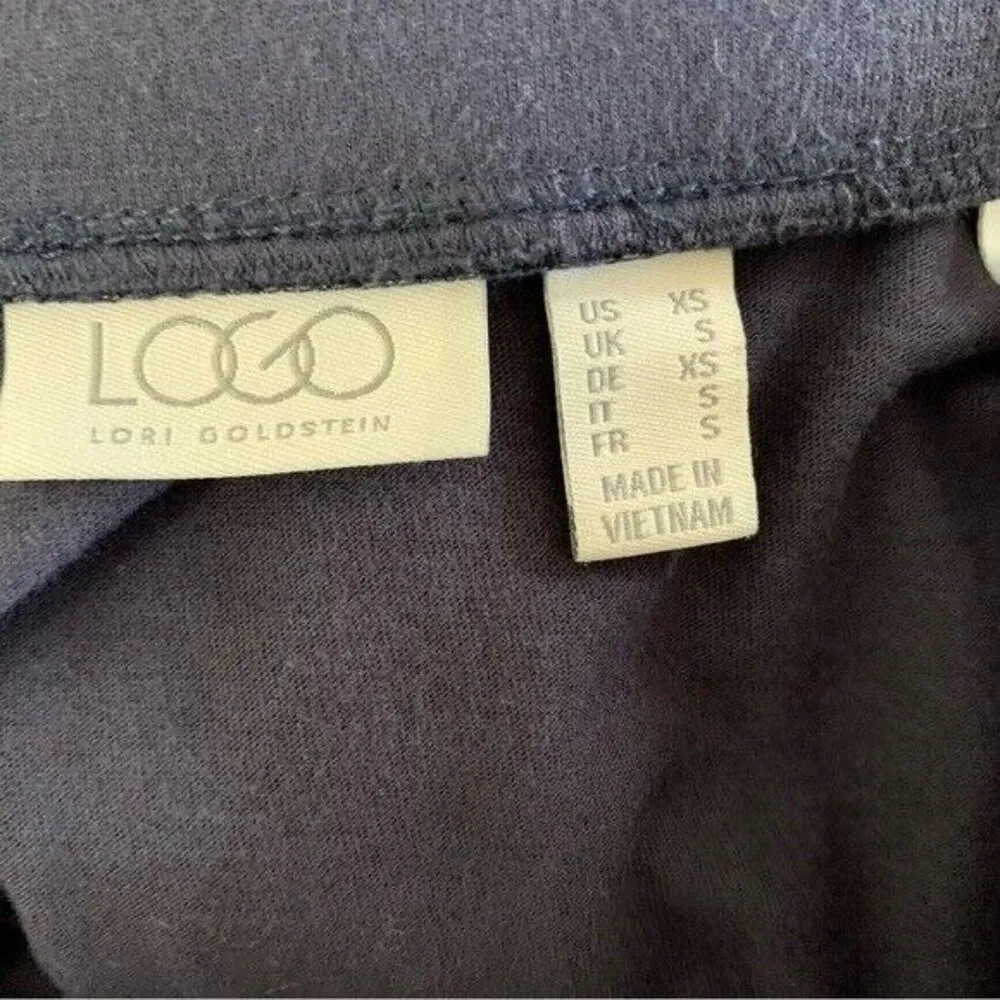 LOGO
LORI GOLDSTEIN
US XS
UK S
DE XS
IT S
FR S
MADE IN
VIETNAM